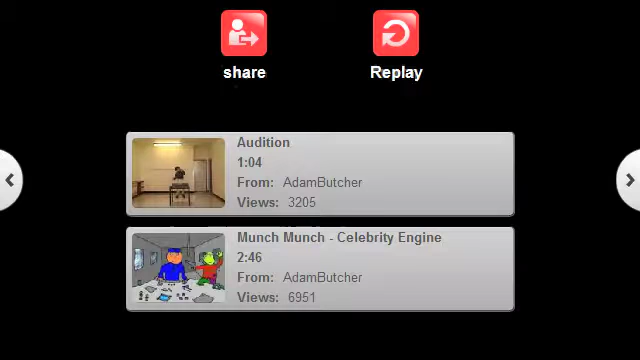 share
Replay
Audition
1:04
From: AdamButcher
Views: 3205
Munch Munch - Celebrity Engine
2:46
From: AdamButcher
Views: 6951